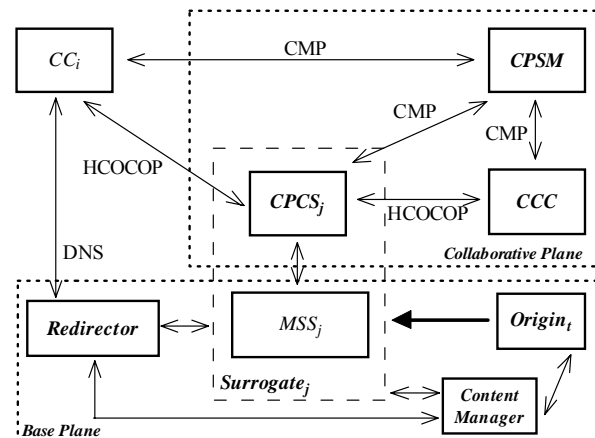 CC_i
CMP
CPSM
CMP
CMP
HCOCOP
CPCS_j
HCOCOP
CCC
DNS
Collaborative Plane
Redirector
MSS_j
Origin_t
Surrogate_j
Content
Manager
Base Plane